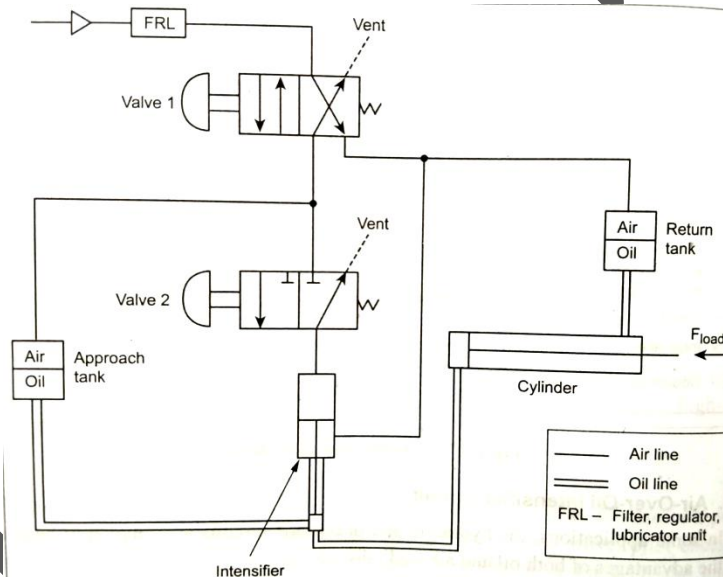 FRL
Vent
Valve 1
Vent
Valve 2
Air
Oil
Return
tank
Air
Oil
Approach
tank
F_load
Cylinder
Air line
Oil line
FRL – Filter, regulator,
lubricator unit
Intensifier